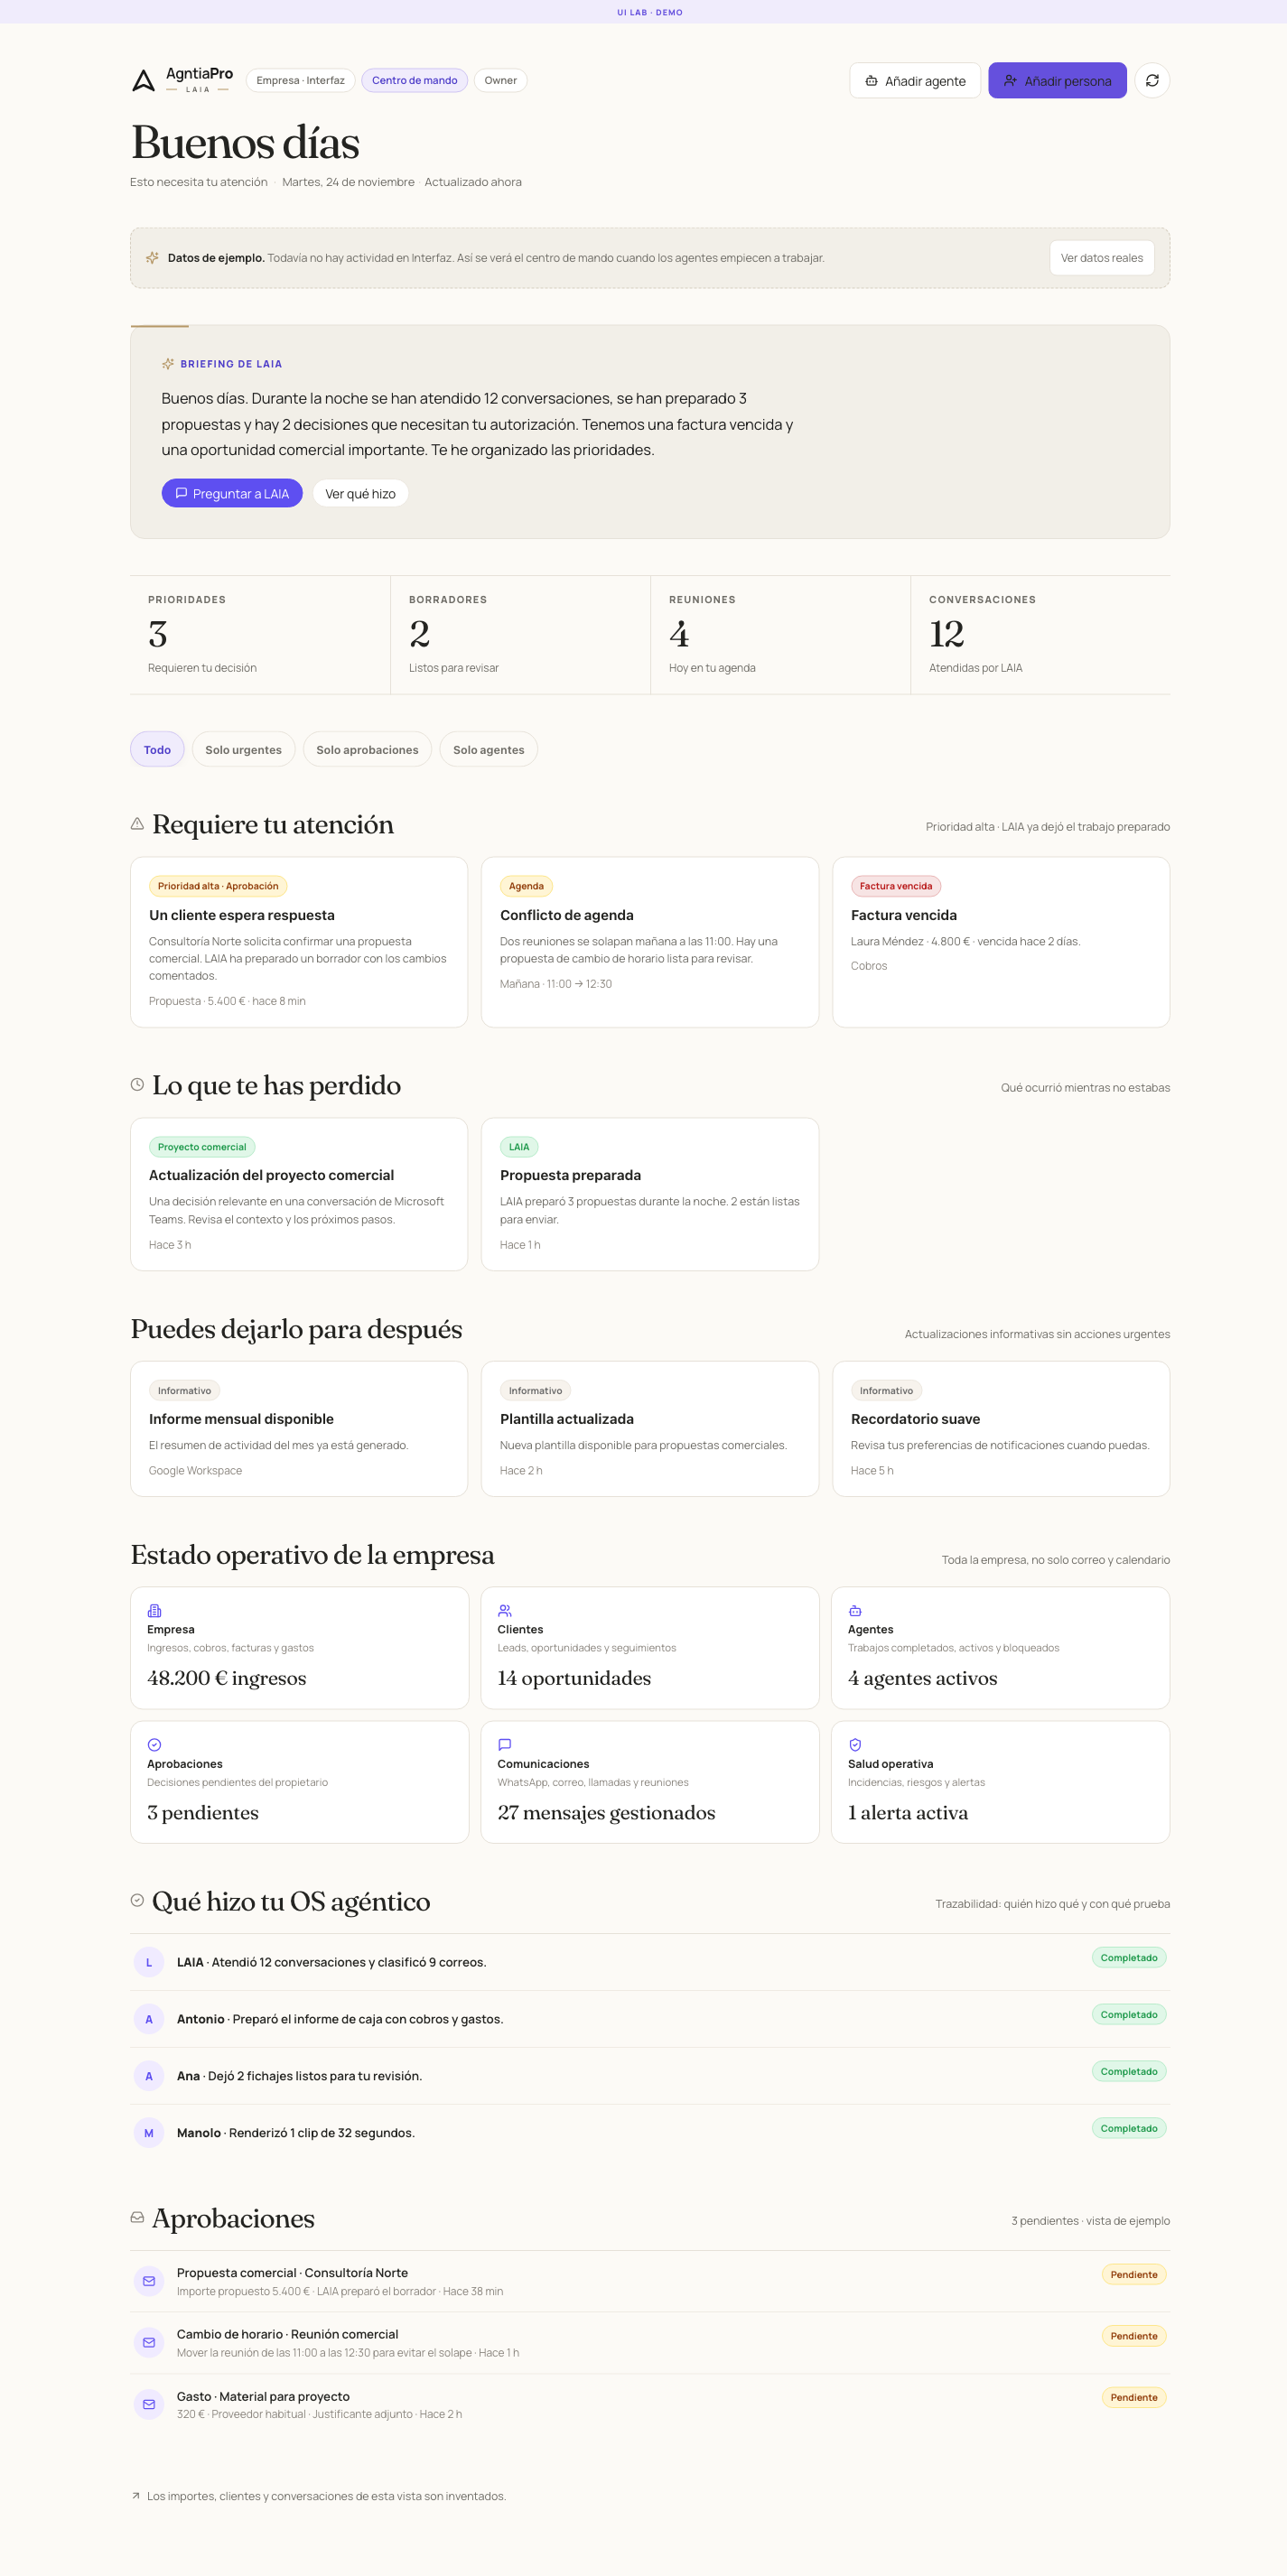 UI LAB · DEMO
AgntiaPro
LAIA
Empresa · Interfaz
Centro de mando
Owner
Añadir agente
Añadir persona
Buenos días
Esto necesita tu atención · Martes, 24 de noviembre · Actualizado ahora
Datos de ejemplo. Todavía no hay actividad en Interfaz. Así se verá el centro de mando cuando los agentes empiecen a trabajar.
Ver datos reales
BRIEFING DE LAIA
Buenos días. Durante la noche se han atendido 12 conversaciones, se han preparado 3
propuestas y hay 2 decisiones que necesitan tu autorización. Tenemos una factura vencida y
una oportunidad comercial importante. Te he organizado las prioridades.
Preguntar a LAIA
Ver qué hizo
PRIORIDADES
3
Requieren tu decisión
BORRADORES
2
Listos para revisar
REUNIONES
4
Hoy en tu agenda
CONVERSACIONES
12
Atendidas por LAIA
Todo
Solo urgentes
Solo aprobaciones
Solo agentes
Requiere tu atención
Prioridad alta · LAIA ya dejó el trabajo preparado
Prioridad alta · Aprobación
Un cliente espera respuesta
Consultoría Norte solicita confirmar una propuesta
comercial. LAIA ha preparado un borrador con los cambios
comentados.
Propuesta · 5.400 € · hace 8 min
Agenda
Conflicto de agenda
Dos reuniones se solapan mañana a las 11:00. Hay una
propuesta de cambio de horario lista para revisar.
Mañana · 11:00 → 12:30
Factura vencida
Factura vencida
Laura Méndez · 4.800 € · vencida hace 2 días.
Cobros
Lo que te has perdido
Qué ocurrió mientras no estabas
Proyecto comercial
Actualización del proyecto comercial
Una decisión relevante en una conversación de Microsoft
Teams. Revisa el contexto y los próximos pasos.
Hace 3 h
LAIA
Propuesta preparada
LAIA preparó 3 propuestas durante la noche. 2 están listas
para enviar.
Hace 1 h
Puedes dejarlo para después
Actualizaciones informativas sin acciones urgentes
Informativo
Informe mensual disponible
El resumen de actividad del mes ya está generado.
Google Workspace
Informativo
Plantilla actualizada
Nueva plantilla disponible para propuestas comerciales.
Hace 2 h
Informativo
Recordatorio suave
Revisa tus preferencias de notificaciones cuando puedas.
Hace 5 h
Estado operativo de la empresa
Toda la empresa, no solo correo y calendario
Empresa
Ingresos, cobros, facturas y gastos
48.200 € ingresos
Clientes
Leads, oportunidades y seguimientos
14 oportunidades
Agentes
Trabajos completados, activos y bloqueados
4 agentes activos
Aprobaciones
Decisiones pendientes del propietario
3 pendientes
Comunicaciones
WhatsApp, correo, llamadas y reuniones
27 mensajes gestionados
Salud operativa
Incidencias, riesgos y alertas
1 alerta activa
Qué hizo tu OS agéntico
Trazabilidad: quién hizo qué y con qué prueba
L
LAIA · Atendió 12 conversaciones y clasificó 9 correos.
Completado
A
Antonio · Preparó el informe de caja con cobros y gastos.
Completado
A
Ana · Dejó 2 fichajes listos para tu revisión.
Completado
M
Manolo · Renderizó 1 clip de 32 segundos.
Completado
Aprobaciones
3 pendientes · vista de ejemplo
Propuesta comercial · Consultoría Norte
Importe propuesto 5.400 € · LAIA preparó el borrador · Hace 38 min
Pendiente
Cambio de horario · Reunión comercial
Mover la reunión de las 11:00 a las 12:30 para evitar el solape · Hace 1 h
Pendiente
Gasto · Material para proyecto
320 € · Proveedor habitual · Justificante adjunto · Hace 2 h
Pendiente
Los importes, clientes y conversaciones de esta vista son inventados.